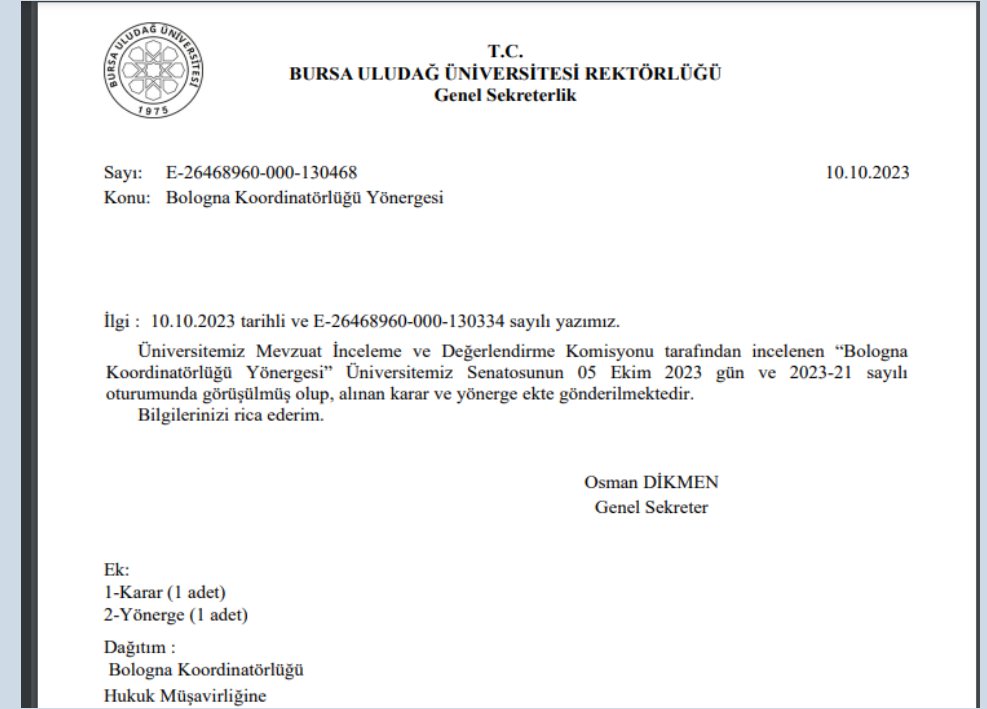 BURSA ULUDAĞ ÜNİVERSİTESİ
1975
T.C.
BURSA ULUDAĞ ÜNİVERSİTESİ REKTÖRLÜĞÜ
Genel Sekreterlik
Sayı: E-26468960-000-130468 10.10.2023
Konu: Bologna Koordinatörlüğü Yönergesi
İlgi : 10.10.2023 tarihli ve E-26468960-000-130334 sayılı yazımız.
Üniversitemiz Mevzuat İnceleme ve Değerlendirme Komisyonu tarafından incelenen “Bologna
Koordinatörlüğü Yönergesi” Üniversitemiz Senatosunun 05 Ekim 2023 gün ve 2023-21 sayılı
oturumunda görüşülmüş olup, alınan karar ve yönerge ekte gönderilmektedir.
Bilgilerinizi rica ederim.
Osman DİKMEN
Genel Sekreter
Ek:
1-Karar (1 adet)
2-Yönerge (1 adet)
Dağıtım :
Bologna Koordinatörlüğü
Hukuk Müşavirliğine